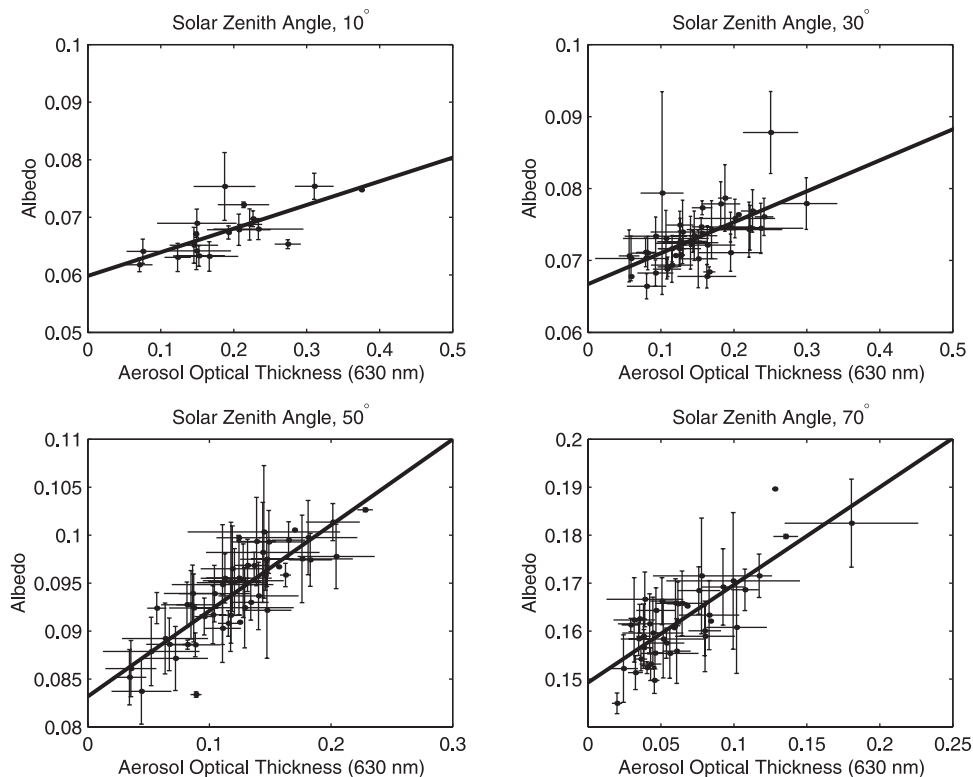 Solar Zenith Angle, 10°
0.1
0.09
0.08
0.07
0.06
0.05
Albedo
0 0.1 0.2 0.3 0.4 0.5
Aerosol Optical Thickness (630 nm)
Solar Zenith Angle, 30°
0.1
0.09
0.08
0.07
0.06
Albedo
0 0.1 0.2 0.3 0.4 0.5
Aerosol Optical Thickness (630 nm)
Solar Zenith Angle, 50°
0.11
0.105
0.1
0.095
0.09
0.085
0.08
Albedo
0 0.1 0.2 0.3
Aerosol Optical Thickness (630 nm)
Solar Zenith Angle, 70°
0.2
0.19
0.18
0.17
0.16
0.15
Albedo
0 0.05 0.1 0.15 0.2 0.25
Aerosol Optical Thickness (630 nm)